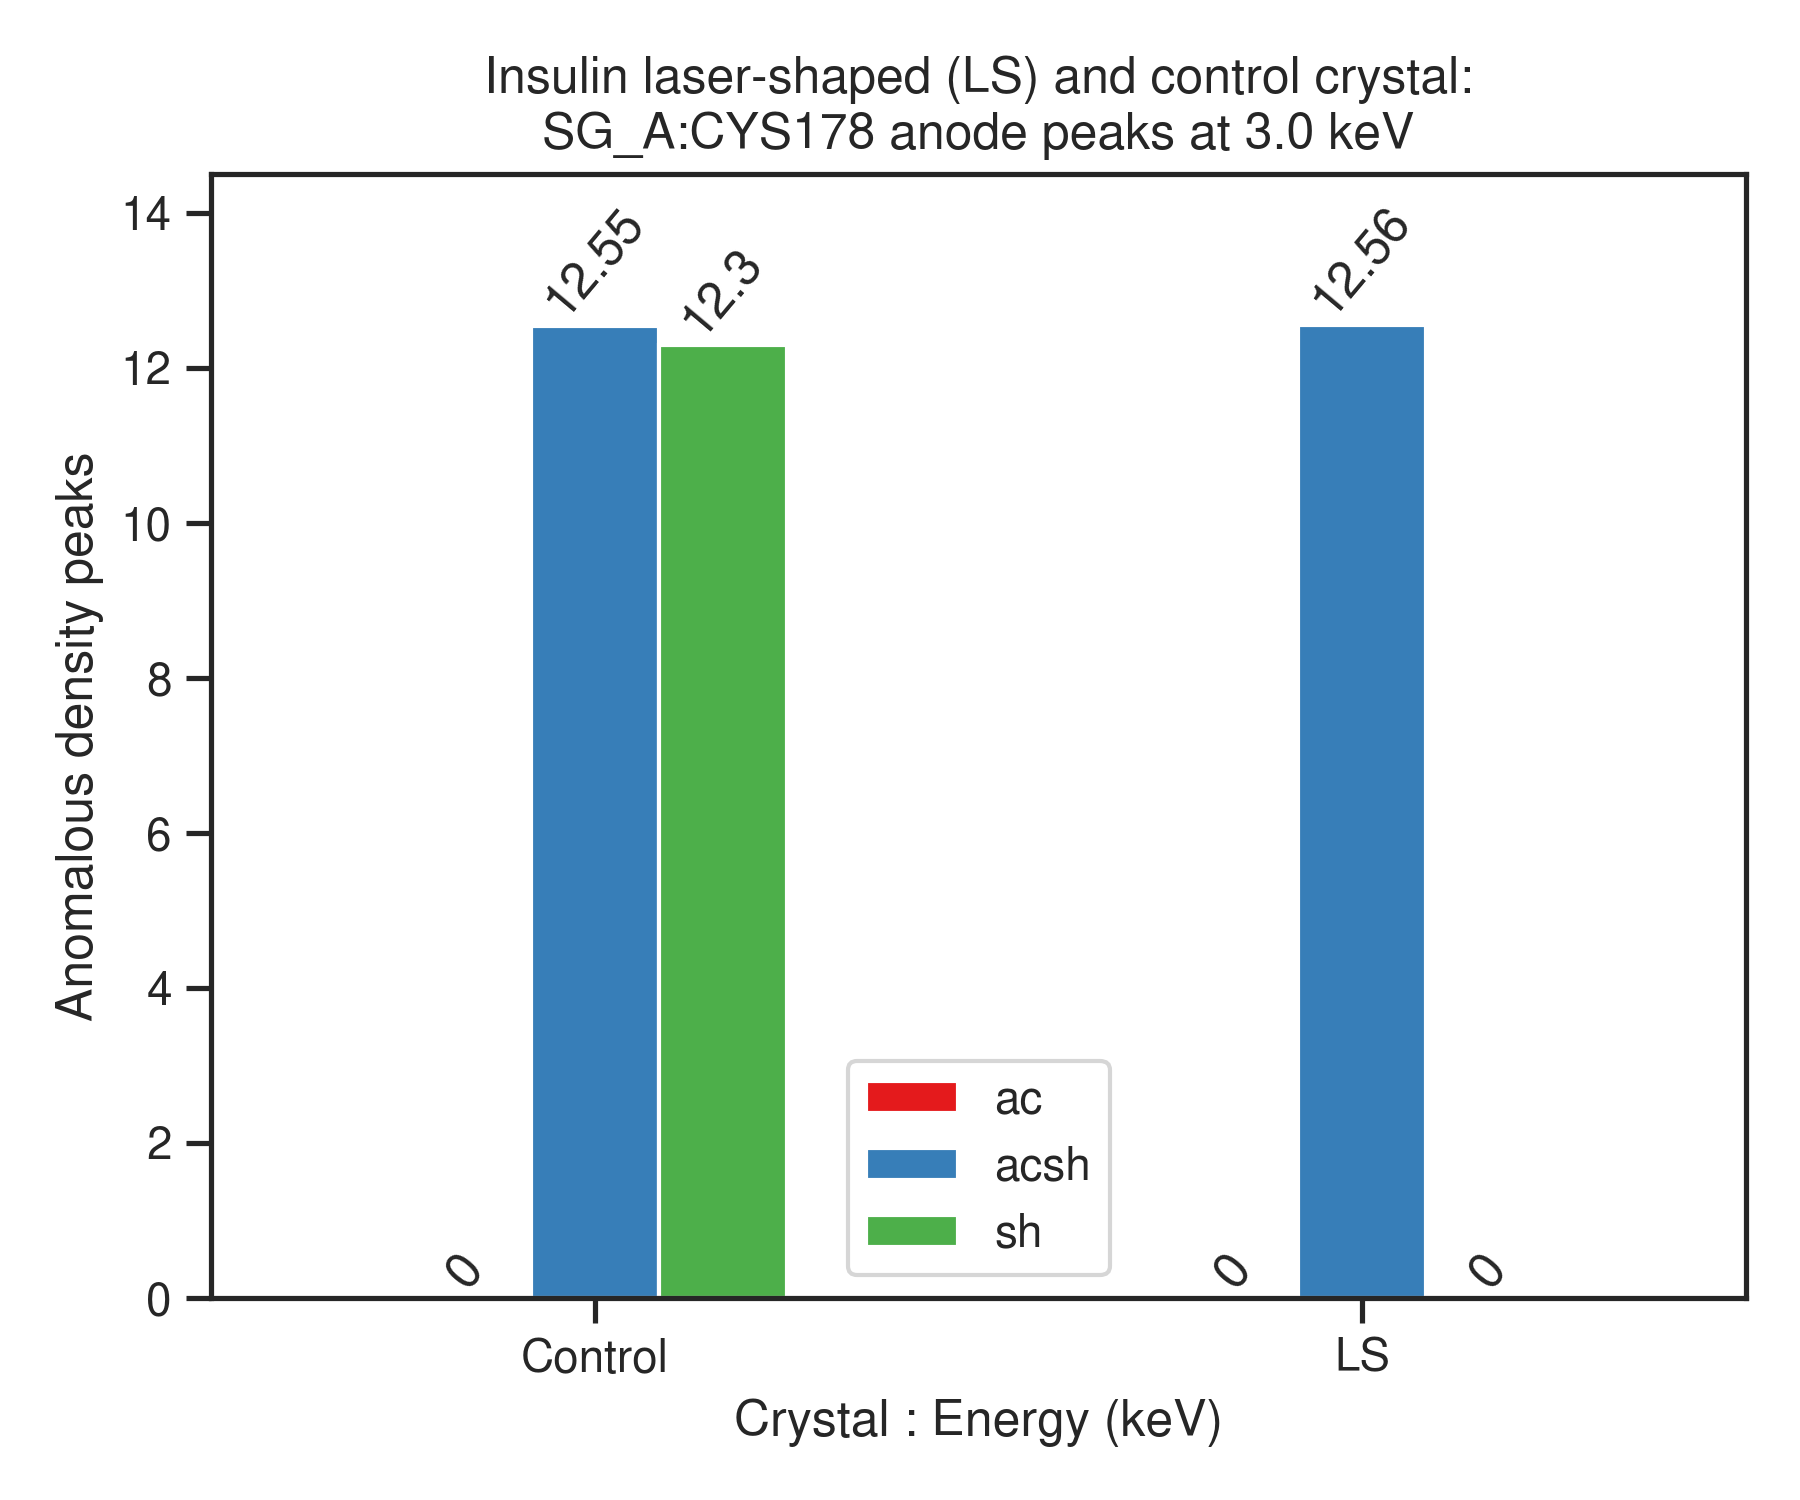 Insulin laser-shaped (LS) and control crystal:
SG_A:CYS178 anode peaks at 3.0 keV
14
12
10
8
6
4
2
0
Anomalous density peaks
0
12.55
12.3
0
12.56
0
ac
acsh
sh
Control
LS
Crystal : Energy (keV)